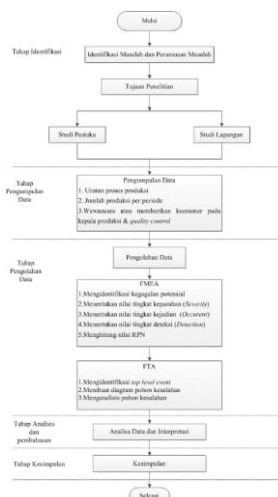 Mulai
Tahap Identifikasi
Identifikasi Masalah dan Perumusan Masalah
Tujuan Penelitian
Studi Pustaka
Studi Lapangan
Tahap
Pengumpulan
Data
Pengumpulan Data
1. Urutan proses produksi
2. Jumlah produksi per periode
3.Wawancara atau memberikan kuesioner pada
kepala produksi & quality control
Tahap
Pengolahan
Data
Pengolahan Data
FMEA
1.Mengidentifikasi kegagalan potensial
2.Menentukan nilai tingkat keparahan (Severity)
3.Menentukan nilai tingkat kejadian (Occurent)
4.Menentukan nilai tingkat deteksi (Detection)
5.Menghitung nilai RPN
FTA
1.Mengidentifikasi top level event
2.Membuat diagram pohon kesalahan
3.Menganalisis pohon kesalahan
Tahap Analisis
dan
pembahasan
Analisa Data dan Interpretasi
Tahap Kesimpulan
Kesimpulan
Selesai